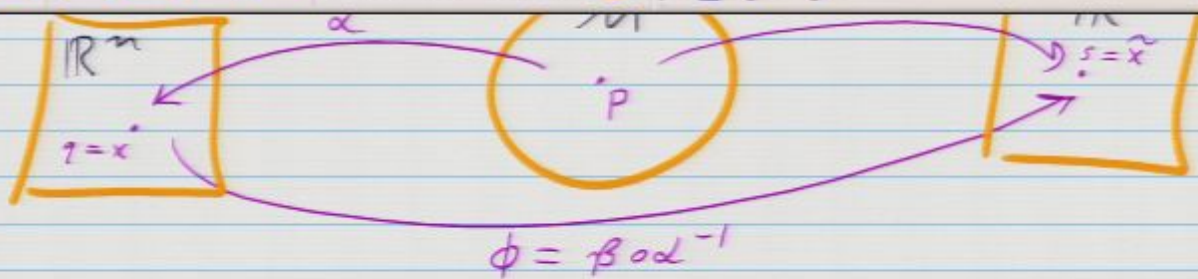 α
ℝⁿ
s = x̃
p
q = x
ϕ = β∘α⁻¹